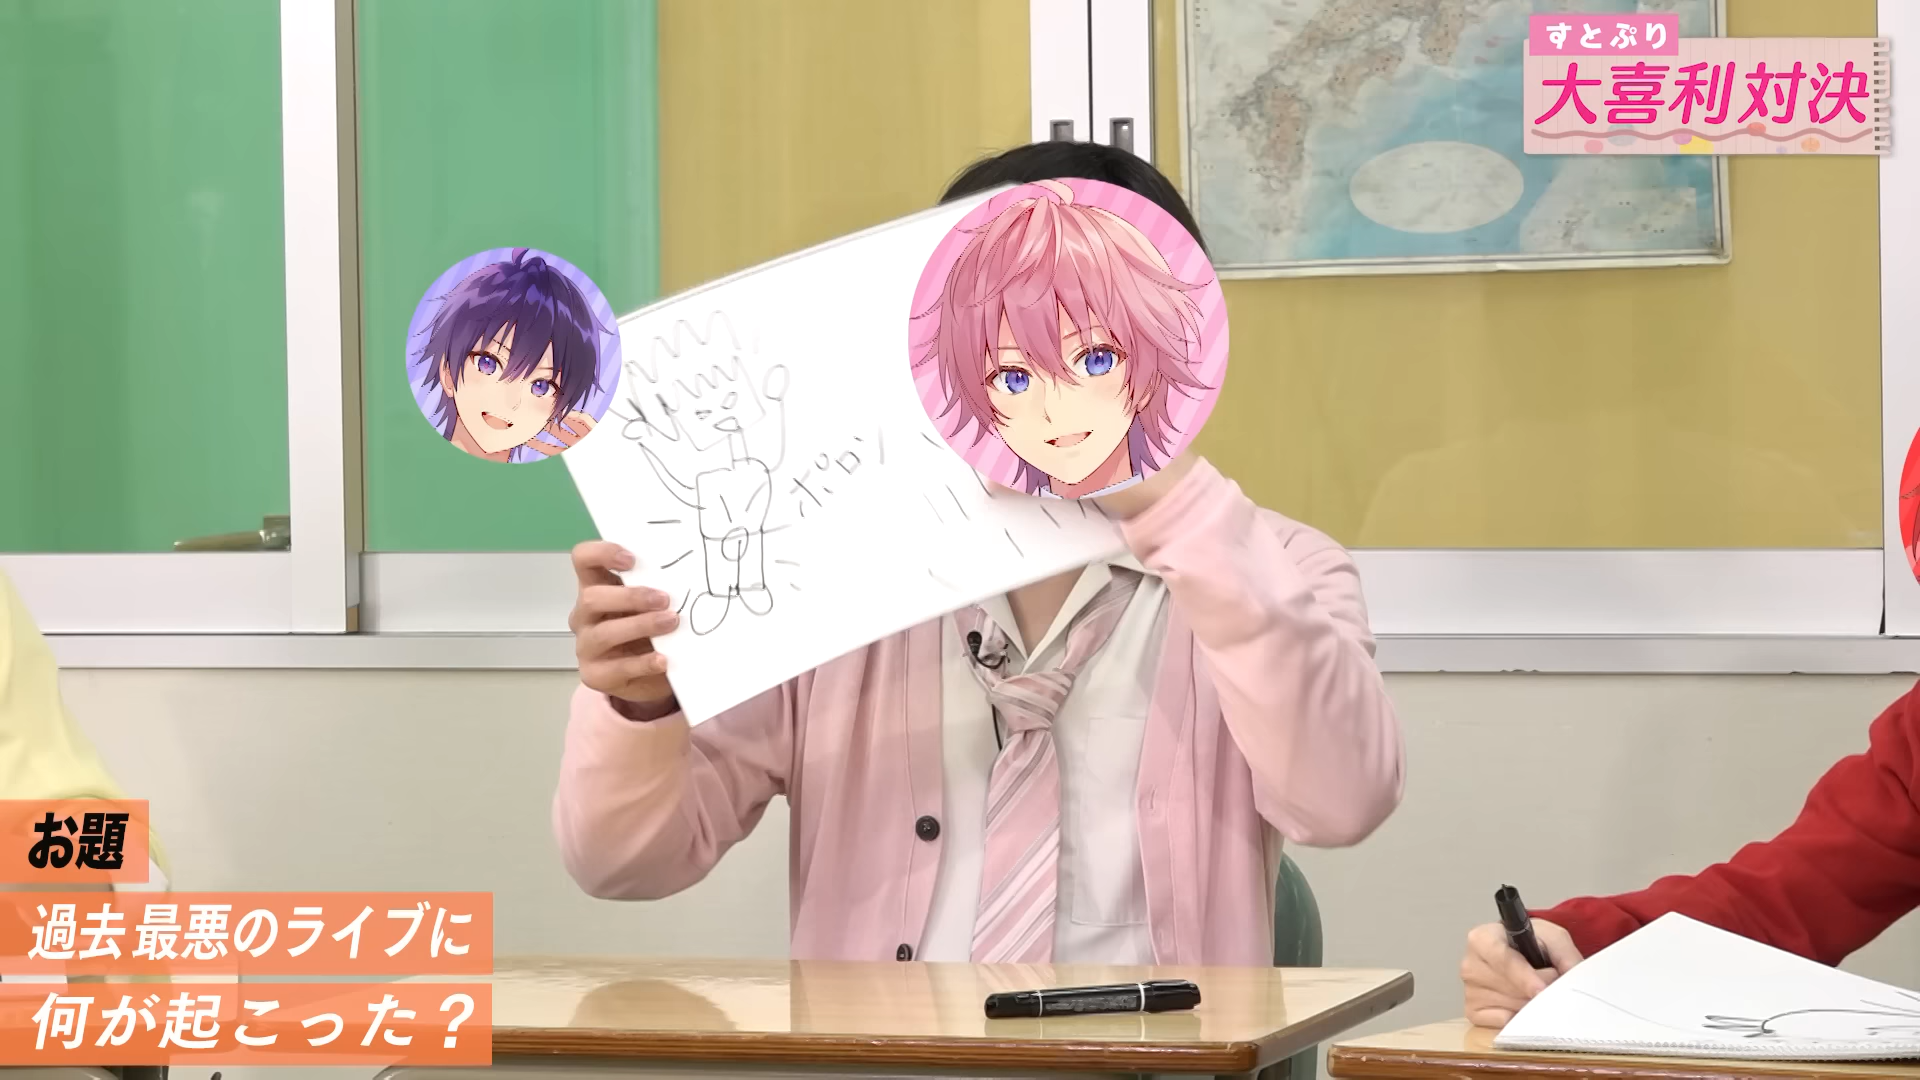 すとぷり
大喜利対決
ポロン
お題
過去最悪のライブに
何が起こった？